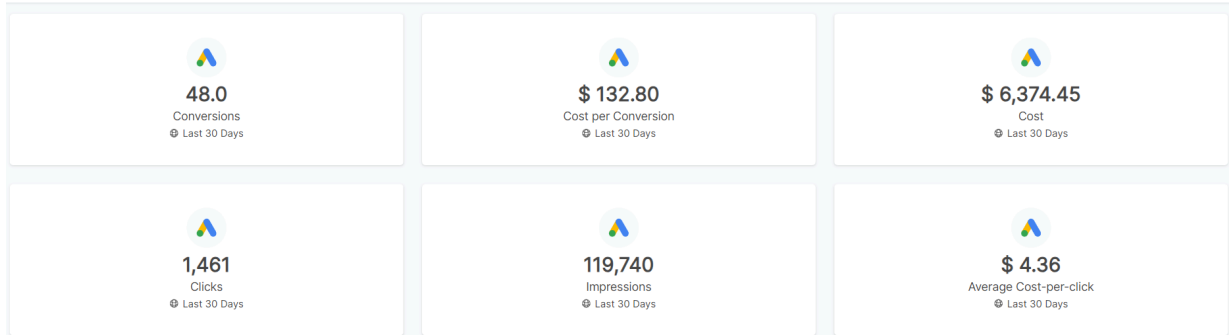 48.0
Conversions
Last 30 Days
$ 132.80
Cost per Conversion
Last 30 Days
$ 6,374.45
Cost
Last 30 Days
1,461
Clicks
Last 30 Days
119,740
Impressions
Last 30 Days
$ 4.36
Average Cost-per-click
Last 30 Days